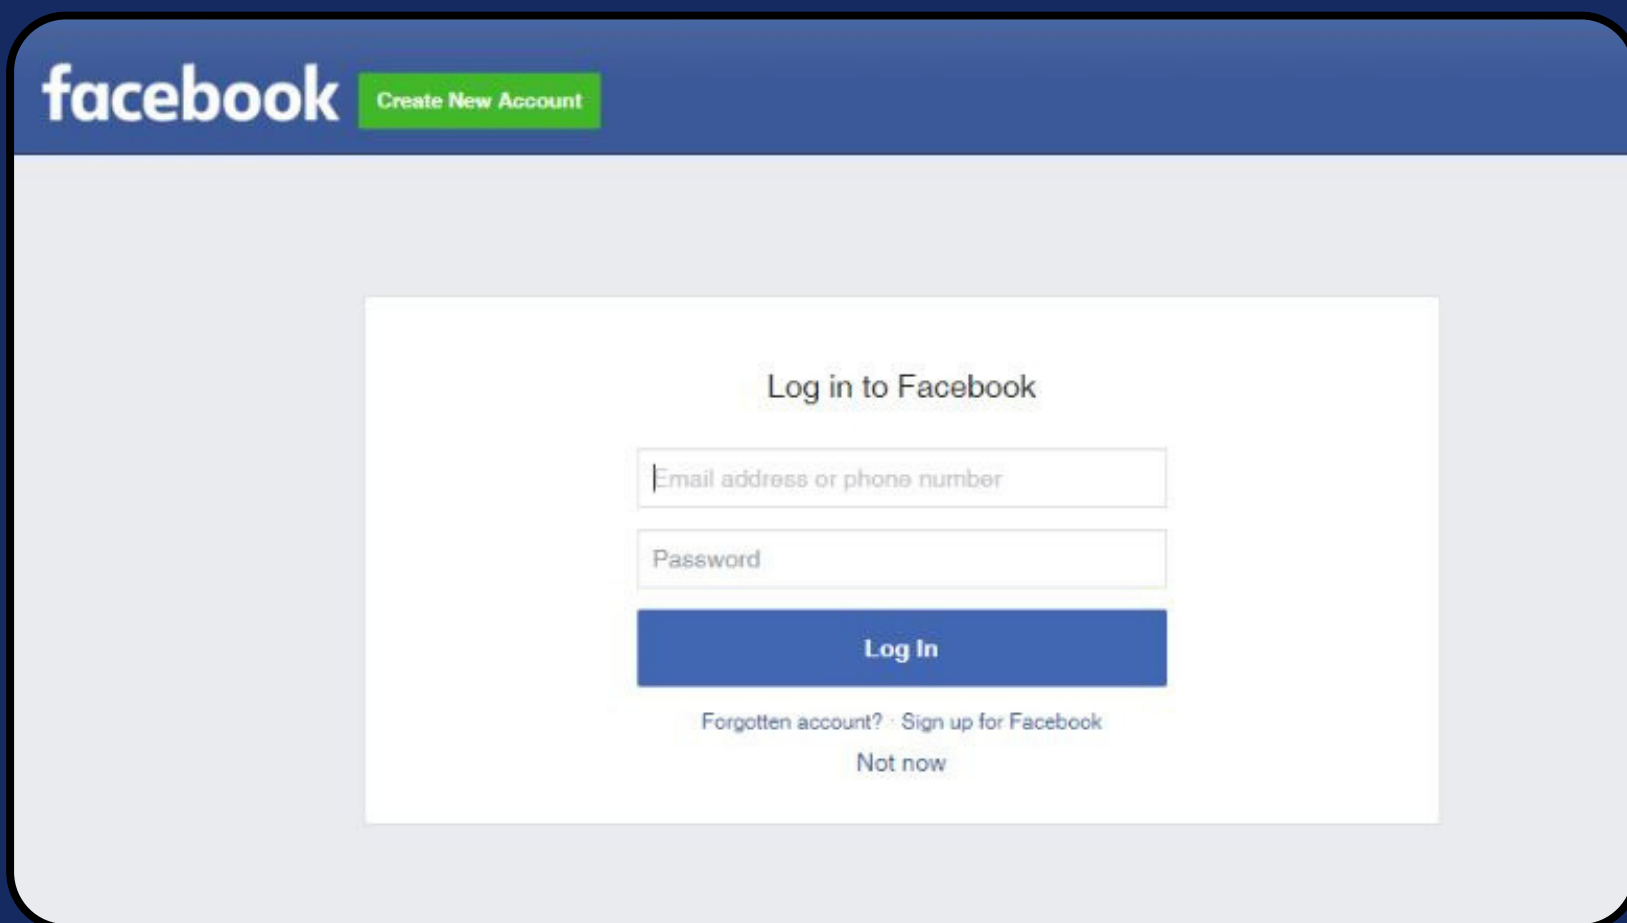 facebook Create New Account
Log in to Facebook
Email address or phone number
Password
Log In
Forgotten account? · Sign up for Facebook
Not now